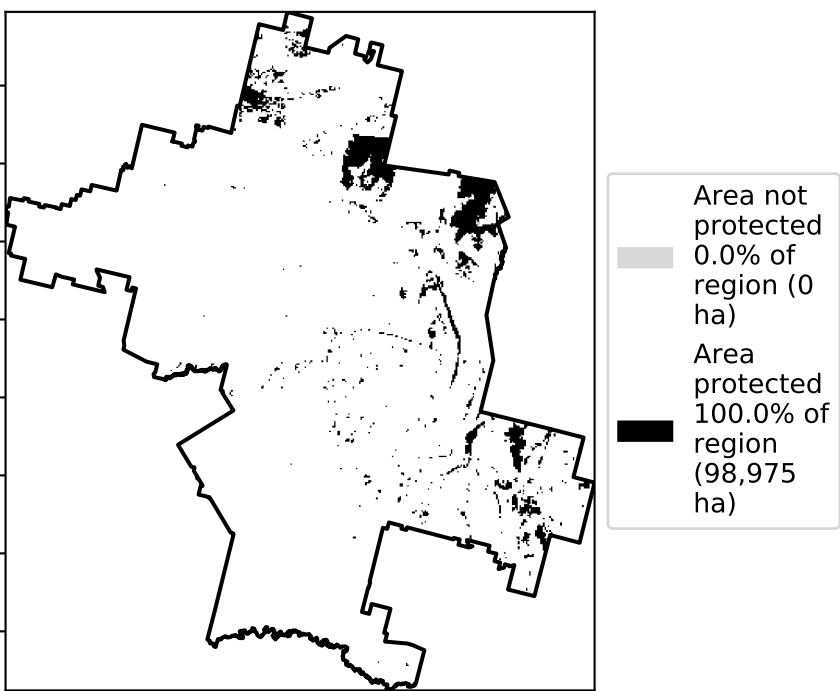 Area not
protected
0.0% of
region (0
ha)
Area
protected
100.0% of
region
(98,975
ha)